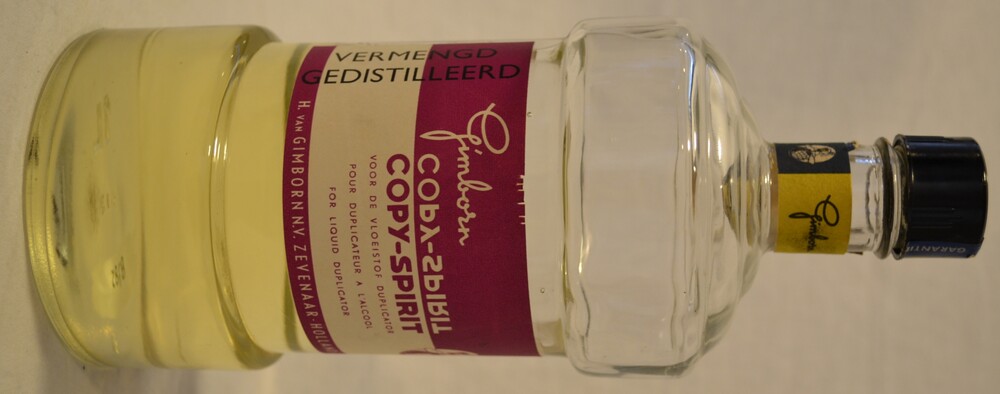 VERMENGD
GEDISTILLEERD
Gimborn
COPY-SPIRIT
COPY-SPIRIT
VOOR DE VLOEISTOF DUPLICATOR
POUR DUPLICATEUR A L'ALCOOL
FOR LIQUID DUPLICATOR
H. VAN GIMBORN N.V. ZEVENAAR-HOLLAND
Gimborn
GARANTIE